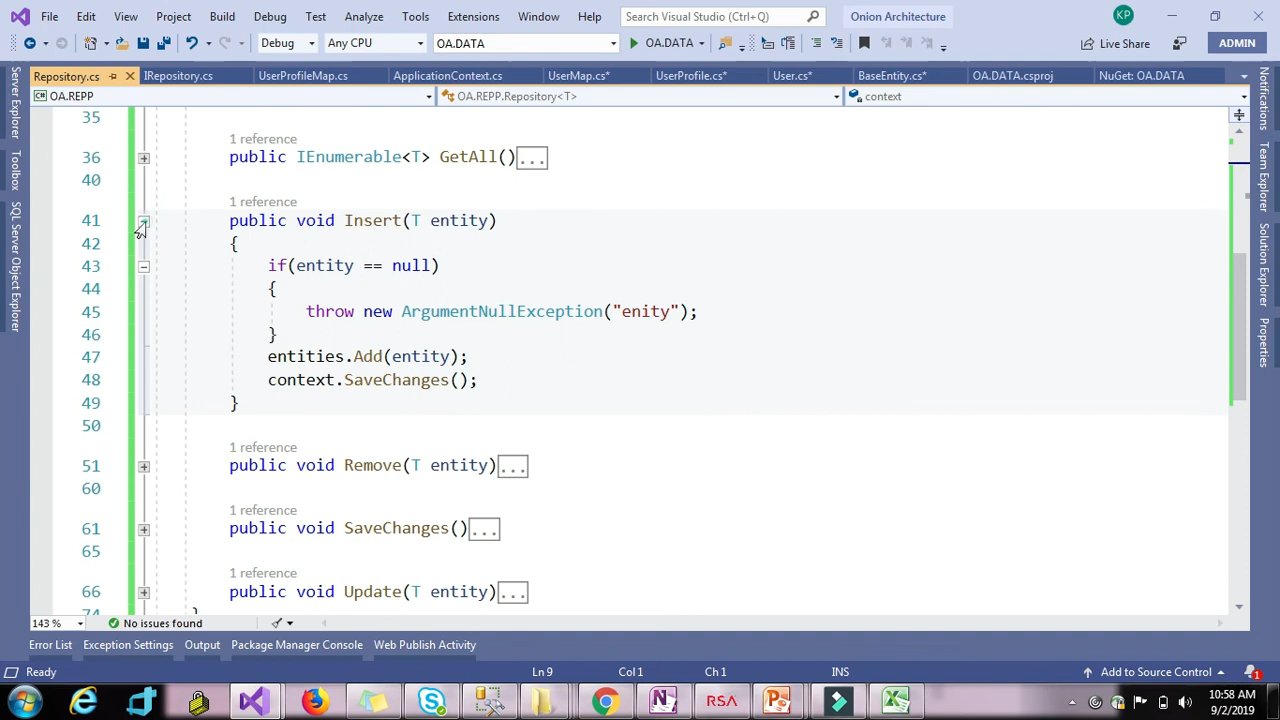 File Edit View Project Build Debug Test Analyze Tools Extensions Window Help Search Visual Studio (Ctrl+Q) Onion Architecture KP
Debug Any CPU OA.DATA OA.DATA Live Share ADMIN
Repository.cs IRepository.cs UserProfileMap.cs ApplicationContext.cs UserMap.cs* UserProfile.cs* User.cs* BaseEntity.cs* OA.DATA.csproj NuGet: OA.DATA
OA.REPP OA.REPP.Repository<T> context
Server Explorer
Toolbox
SQL Server Object Explorer
35
1 reference
36 public IEnumerable<T> GetAll()...
40
1 reference
41 public void Insert(T entity)
42 {
43 if(entity == null)
44 {
45 throw new ArgumentNullException("enity");
46 }
47 entities.Add(entity);
48 context.SaveChanges();
49 }
50
1 reference
51 public void Remove(T entity)...
60
1 reference
61 public void SaveChanges()...
65
1 reference
66 public void Update(T entity)...
74 }
Notifications
Team Explorer
Solution Explorer
Properties
143 % No issues found
Error List Exception Settings Output Package Manager Console Web Publish Activity
Ready Ln 9 Col 1 Ch 1 INS Add to Source Control 1
RSA 10:58 AM
9/2/2019